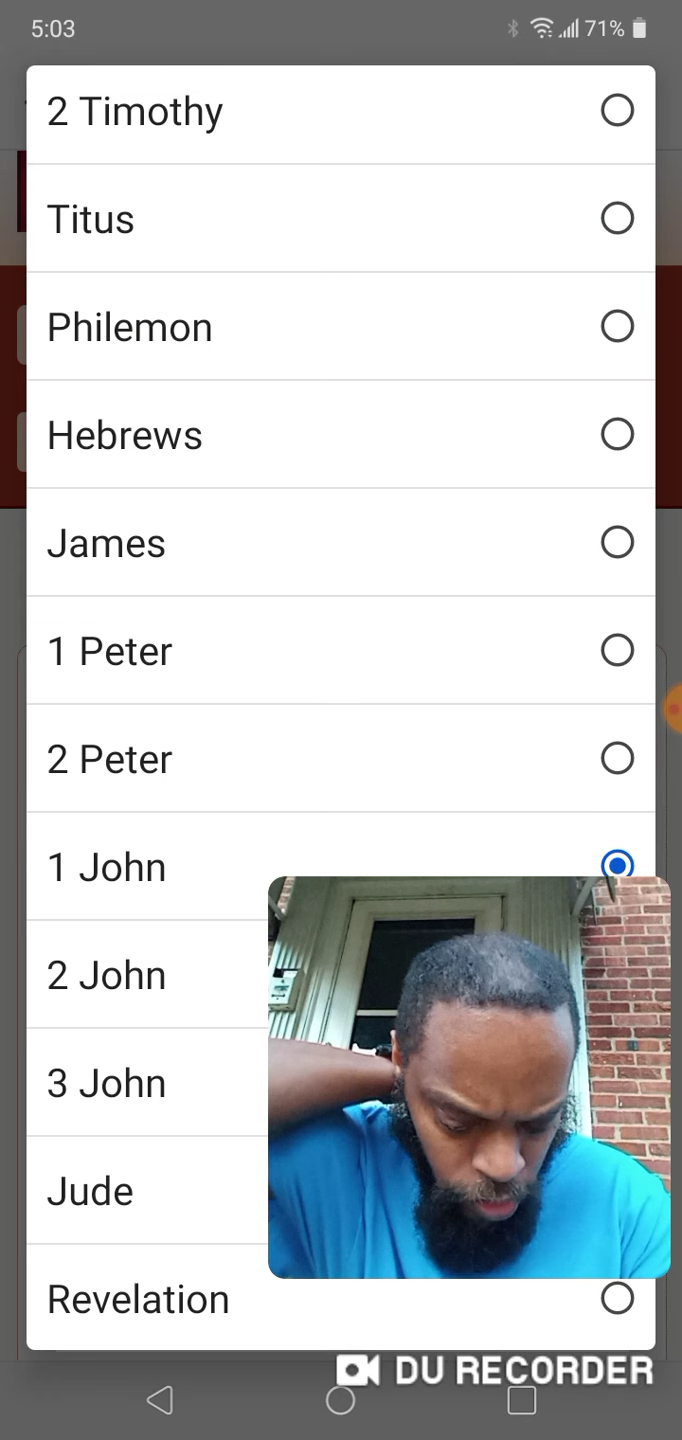 5:03 71%
2 Timothy
Titus
Philemon
Hebrews
James
1 Peter
2 Peter
1 John
2 John
3 John
Jude
Revelation
DU RECORDER